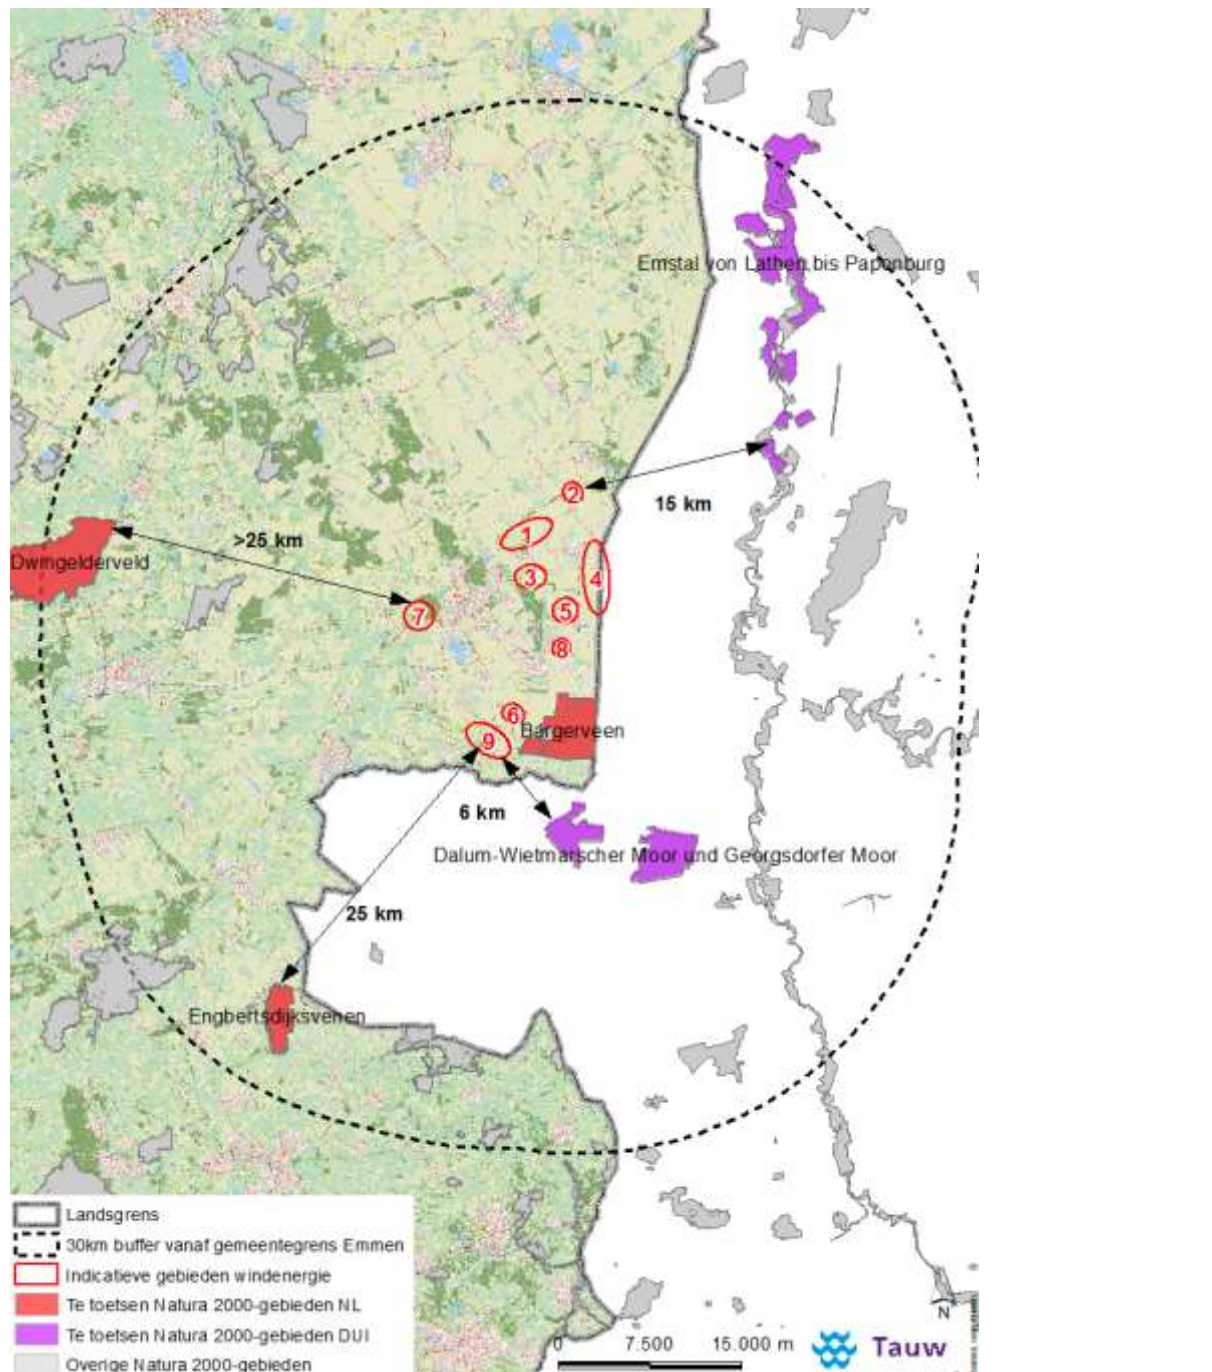 Emstal von Lathen bis Papenburg
2
15 km
1
>25 km
Dwingelderveld
3
4
5
7
8
6
Bargerveen
9
6 km
Dalum-Wietmarscher Moor und Georgsdorfer Moor
25 km
Engbertsdijksvenen
Landsgrens
30km buffer vanaf gemeentegrens Emmen
Indicatieve gebieden windenergie
Te toetsen Natura 2000-gebieden NL
Te toetsen Natura 2000-gebieden DUI
Overige Natura 2000-gebieden
N
0 7.500 15.000 m
Tauw